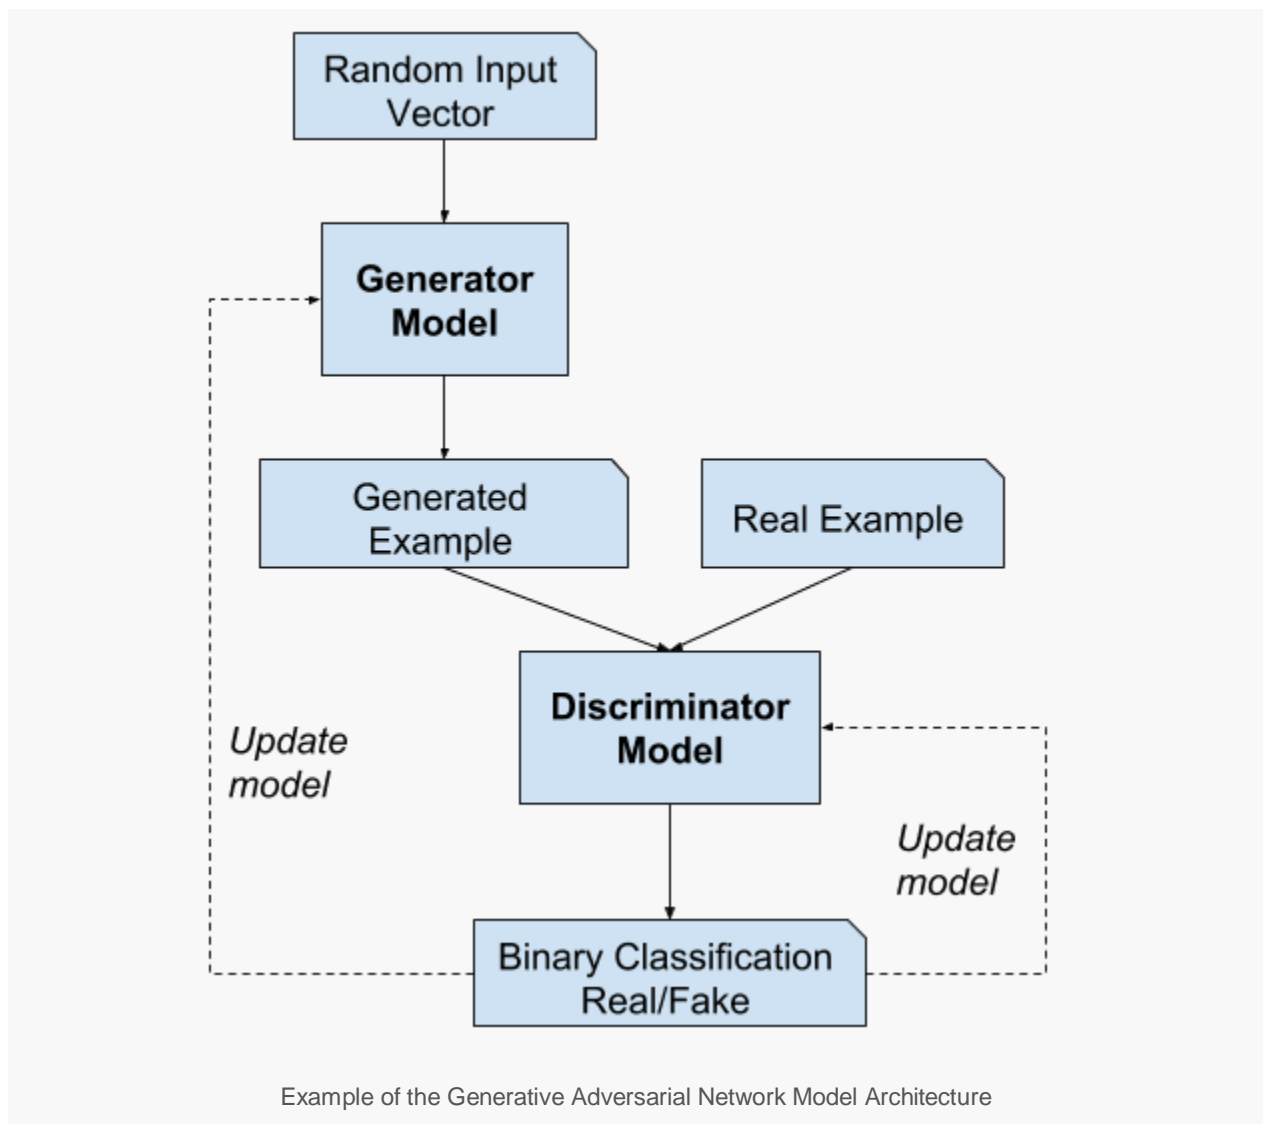 Random Input
Vector
Generator
Model
Generated
Example
Real Example
Discriminator
Model
Update
model
Update
model
Binary Classification
Real/Fake
Example of the Generative Adversarial Network Model Architecture